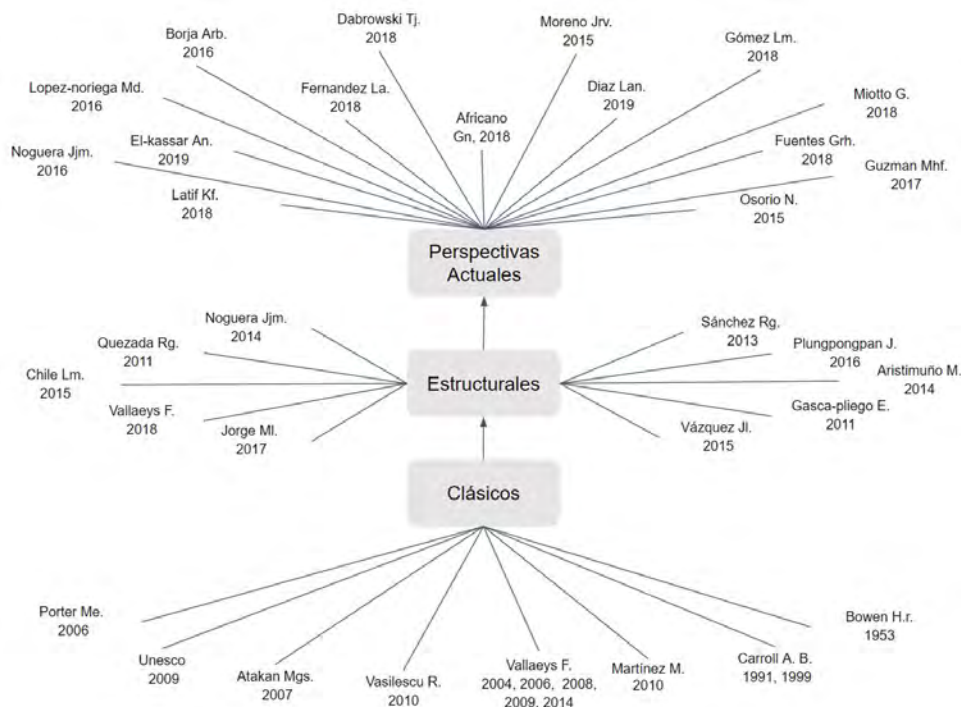 Dabrowski Tj.
2018
Moreno Jrv.
2015
Borja Arb.
2016
Gómez Lm.
2018
Lopez-noriega Md.
2016
Fernandez La.
2018
Diaz Lan.
2019
Miotto G.
2018
Africano
Gn, 2018
Noguera Jjm.
2016
El-kassar An.
2019
Fuentes Grh.
2018
Guzman Mhf.
2017
Latif Kf.
2018
Osorio N.
2015
Perspectivas
Actuales
Noguera Jjm.
2014
Sánchez Rg.
2013
Quezada Rg.
2011
Plungpongpan J.
2016
Chile Lm.
2015
Estructurales
Aristimuño M.
2014
Vallaeys F.
2018
Gasca-pliego E.
2011
Jorge Ml.
2017
Vázquez Jl.
2015
Clásicos
Porter Me.
2006
Bowen H.r.
1953
Unesco
2009
Atakan Mgs.
2007
Vasilescu R.
2010
Vallaeys F.
2004, 2006, 2008,
2009, 2014
Martínez M.
2010
Carroll A. B.
1991, 1999